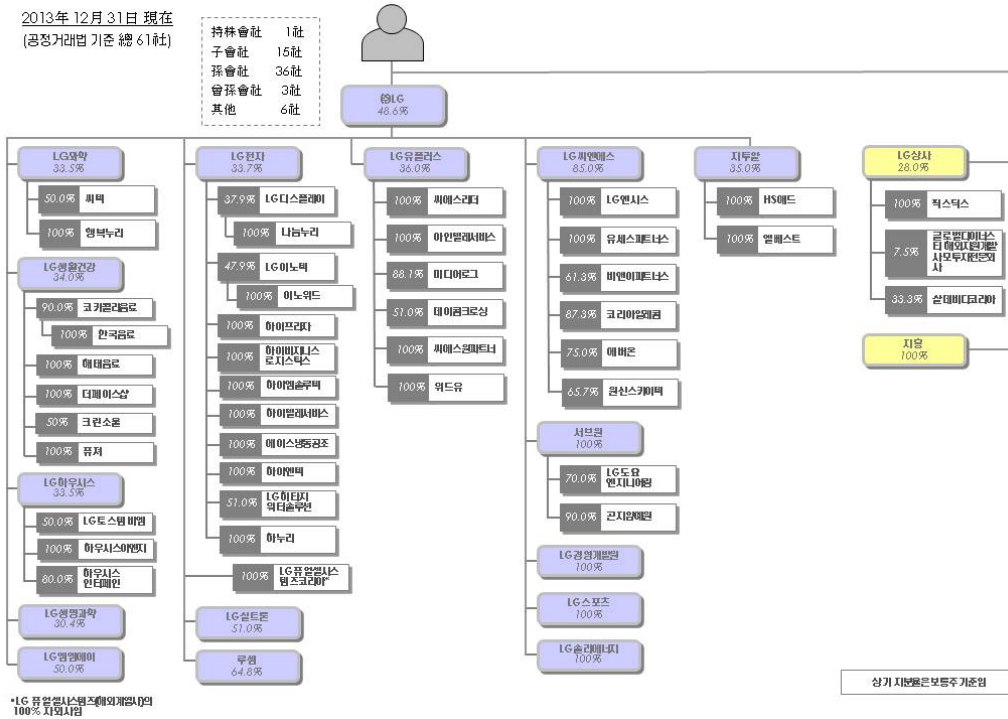 2013年 12月 31日 現在
(공정거래법 기준 總 61社)
持株會社 1社
子會社 15社
孫會社 36社
曾孫會社 3社
其他 6社
㈜LG
48.6%
LG화학
33.5%
50.0% 씨텍
100% 행복누리
LG생활건강
34.0%
90.0% 코카콜라음료
100% 한국음료
100% 해태음료
100% 더페이스샵
50% 크린소울
100% 퓨저
LG하우시스
33.5%
50.0% LG토스템 비엠
100% 하우시스이엔지
80.0% 하우시스
인터페인
LG생명과학
30.4%
LG엠엠에이
50.0%
LG전자
33.7%
37.9% LG디스플레이
100% 나눔누리
47.9% LG이노텍
100% 이노위드
100% 하이프라자
100% 하이비지니스
로지스틱스
100% 하이엠솔루텍
100% 하이텔레서비스
100% 에이스냉동공조
100% 하이엔텍
51.0% LG히타치
워터솔루션
100% 하누리
100% LG퓨얼셀시스
템즈코리아*
LG실트론
51.0%
루셈
64.8%
LG유플러스
36.0%
100% 씨에스리더
100% 아인텔레서비스
88.1% 미디어로그
51.0% 데이콤크로싱
100% 씨에스원파트너
100% 위드유
LG씨엔에스
85.0%
100% LG엔시스
100% 유세스파트너스
61.3% 비앤이파트너스
87.3% 코리아일레콤
75.0% 에버온
65.7% 원신스카이텍
서브원
100%
70.0% LG도요
엔지니어링
90.0% 곤지암예원
LG경영개발원
100%
LG스포츠
100%
LG솔라에너지
100%
지투알
35.0%
100% HS애드
100% 엘베스트
LG상사
28.0%
100% 픽스딕스
7.5% 글로벌다이너스
티 해외자원개발
사모투자전문회
사
33.3% 살데비다코리아
지흥
100%
상기 지분율은 보통주 기준임
*LG 퓨얼셀시스템즈(해외계열사)의
100% 자회사임